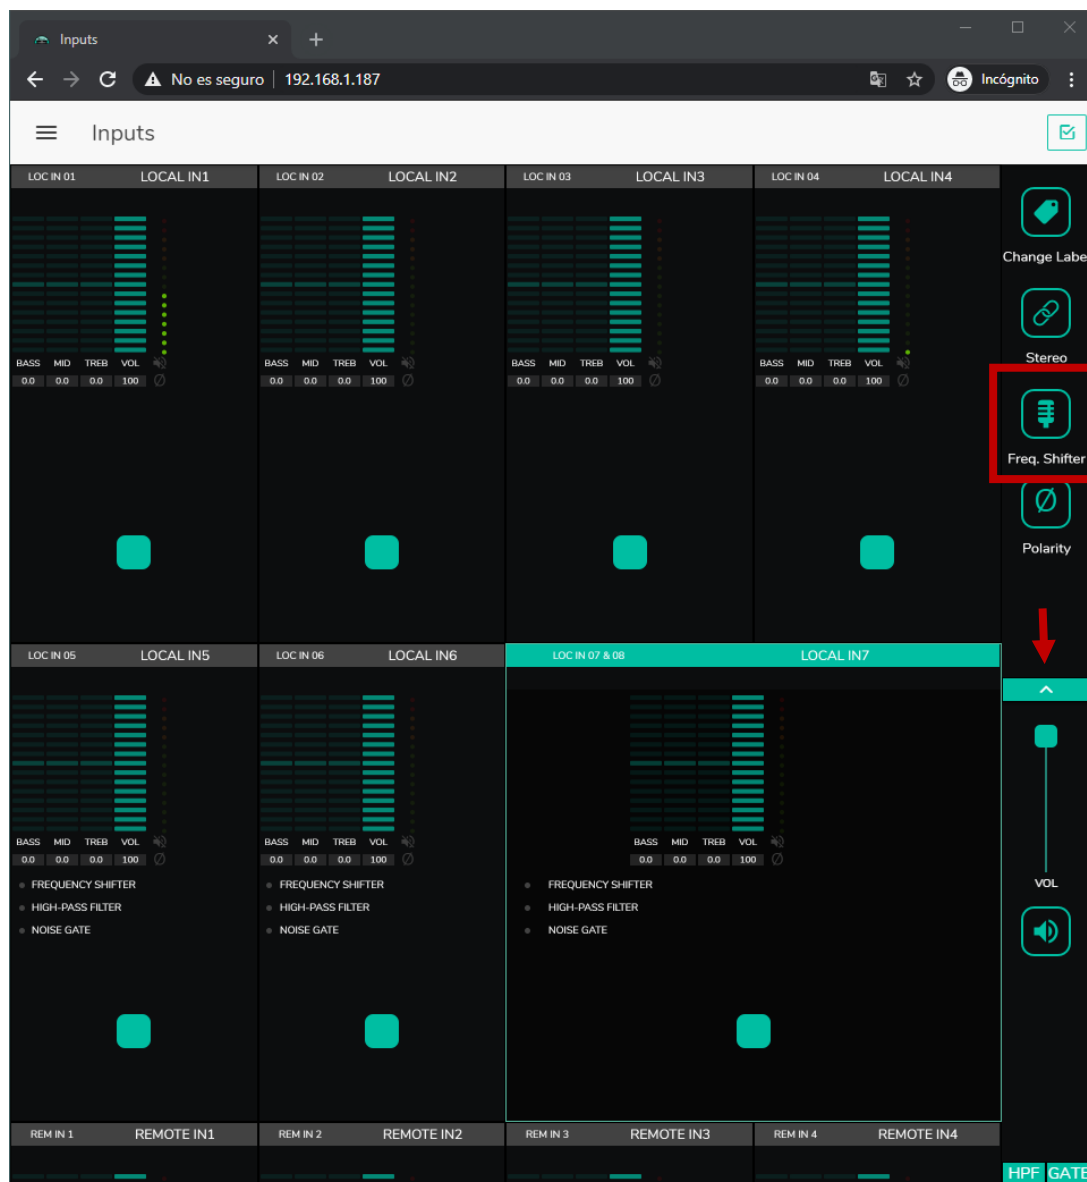 Inputs
No es seguro | 192.168.1.187
Incógnito
Inputs
LOC IN 01 LOCAL IN1 LOC IN 02 LOCAL IN2 LOC IN 03 LOCAL IN3 LOC IN 04 LOCAL IN4
Change Labe
Stereo
BASS MID TREB VOL BASS MID TREB VOL BASS MID TREB VOL BASS MID TREB VOL
0.0 0.0 0.0 100 Ø 0.0 0.0 0.0 100 Ø 0.0 0.0 0.0 100 Ø 0.0 0.0 0.0 100 Ø
Freq. Shifter
Ø
Polarity
LOC IN 05 LOCAL IN5 LOC IN 06 LOCAL IN6 LOC IN 07 & 08 LOCAL IN7
BASS MID TREB VOL BASS MID TREB VOL BASS MID TREB VOL
0.0 0.0 0.0 100 Ø 0.0 0.0 0.0 100 Ø 0.0 0.0 0.0 100 Ø
FREQUENCY SHIFTER FREQUENCY SHIFTER FREQUENCY SHIFTER VOL
HIGH-PASS FILTER HIGH-PASS FILTER HIGH-PASS FILTER
NOISE GATE NOISE GATE NOISE GATE
REM IN 1 REMOTE IN1 REM IN 2 REMOTE IN2 REM IN 3 REMOTE IN3 REM IN 4 REMOTE IN4
HPF GATE